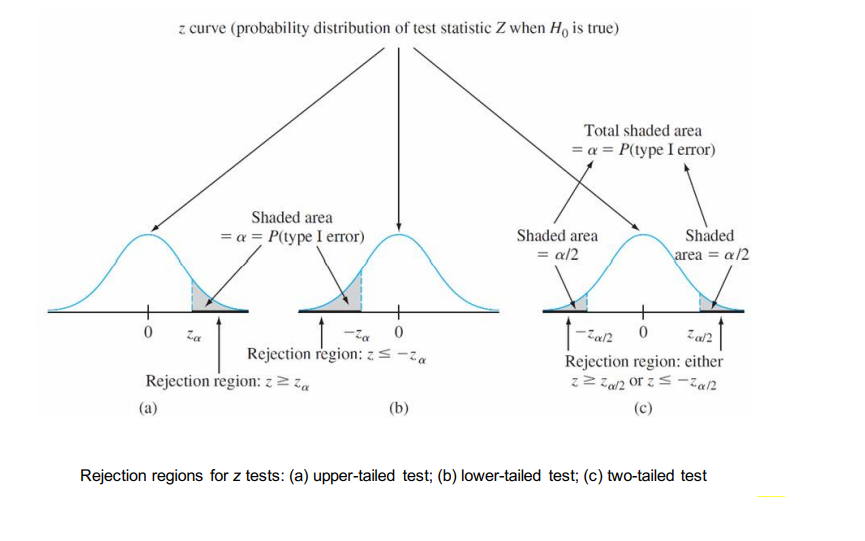 z curve (probability distribution of test statistic Z when H₀ is true)
Total shaded area
= α = P(type I error)
Shaded area
= α = P(type I error)
Shaded area
= α/2
Shaded
area = α/2
0
zα
−zα
0
−zα/2
0
zα/2
Rejection region: z ≤ −zα
Rejection region: either
z ≥ zα/2 or z ≤ −zα/2
Rejection region: z ≥ zα
(a)
(b)
(c)
Rejection regions for z tests: (a) upper-tailed test; (b) lower-tailed test; (c) two-tailed test